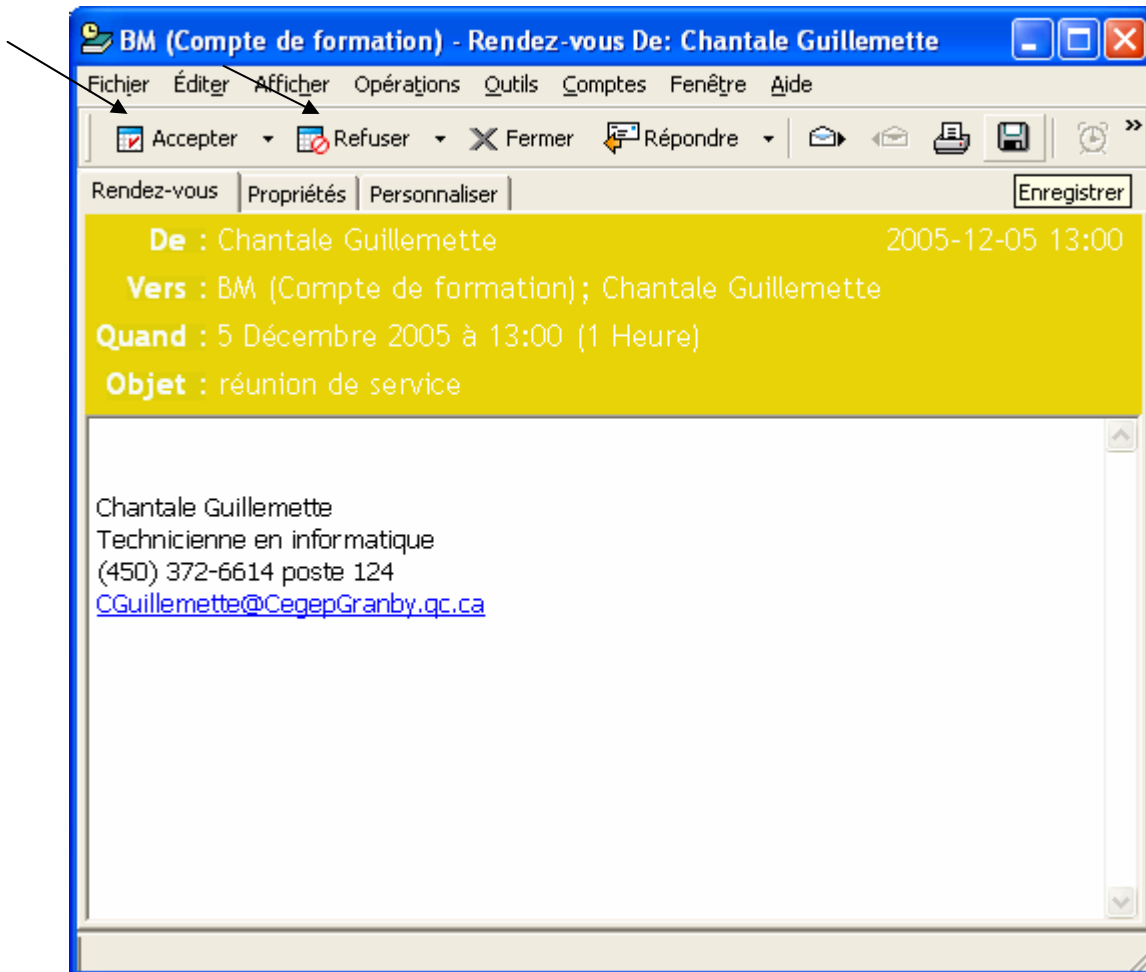 BM (Compte de formation) - Rendez-vous De: Chantale Guillemette
Fichier Éditer Afficher Opérations Outils Comptes Fenêtre Aide
Accepter Refuser Fermer Répondre »
Rendez-vous Propriétés Personnaliser Enregistrer
De : Chantale Guillemette 2005-12-05 13:00
Vers : BM (Compte de formation); Chantale Guillemette
Quand : 5 Décembre 2005 à 13:00 (1 Heure)
Objet : réunion de service
Chantale Guillemette
Technicienne en informatique
(450) 372-6614 poste 124
CGuillemette@CegepGranby.qc.ca